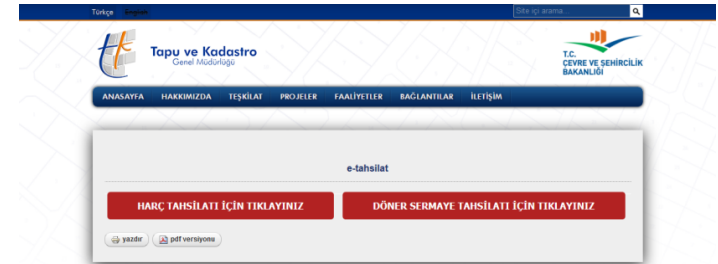 Türkçe English
Site içi arama...
Tapu ve Kadastro
Genel Müdürlüğü
T.C.
ÇEVRE VE ŞEHİRCİLİK
BAKANLIĞI
ANASAYFA HAKKIMIZDA TEŞKİLAT PROJELER FAALİYETLER BAĞLANTILAR İLETİŞİM
e-tahsilat
HARÇ TAHSİLATI İÇİN TIKLAYINIZ DÖNER SERMAYE TAHSİLATI İÇİN TIKLAYINIZ
yazdır pdf versiyonu